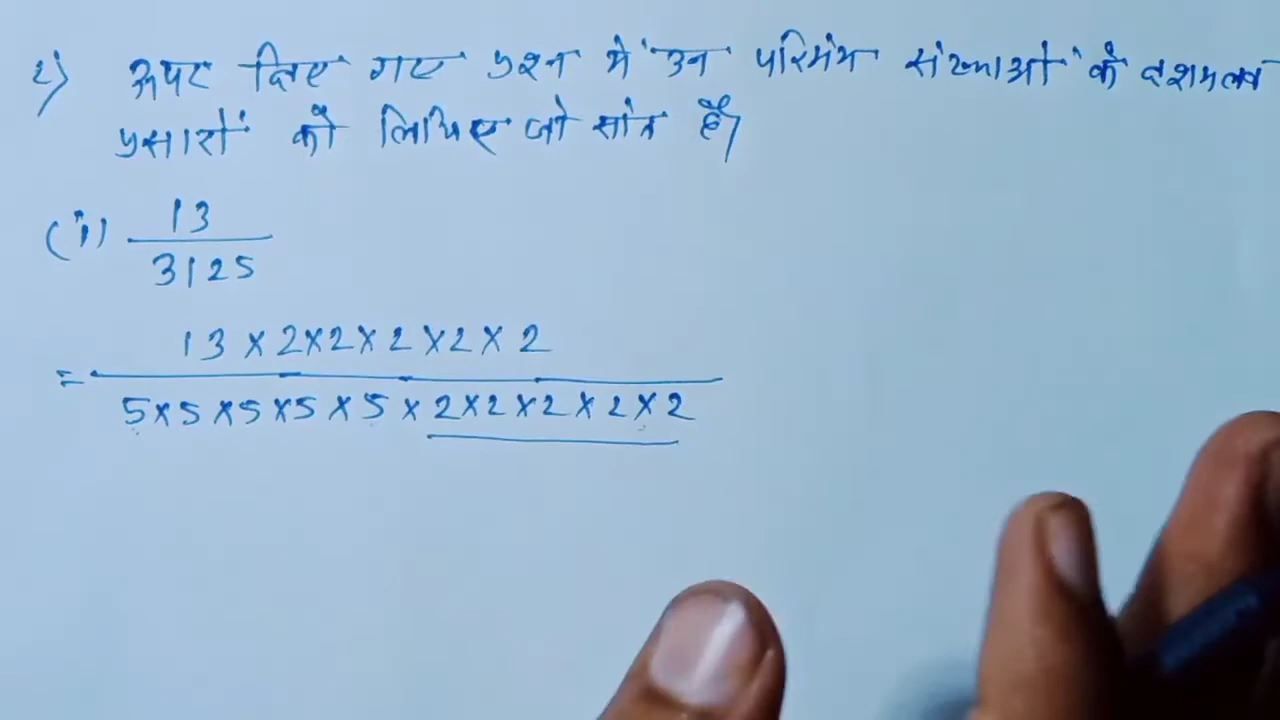 2) ऊपर दिए गए प्रश्न में उन परिमेय संख्याओं के दशमलव
प्रसारों को लिखिए जो सांत है।
(i) 13
3125
= 13 × 2 × 2 × 2 × 2 × 2
5 × 5 × 5 × 5 × 5 × 2 × 2 × 2 × 2 × 2